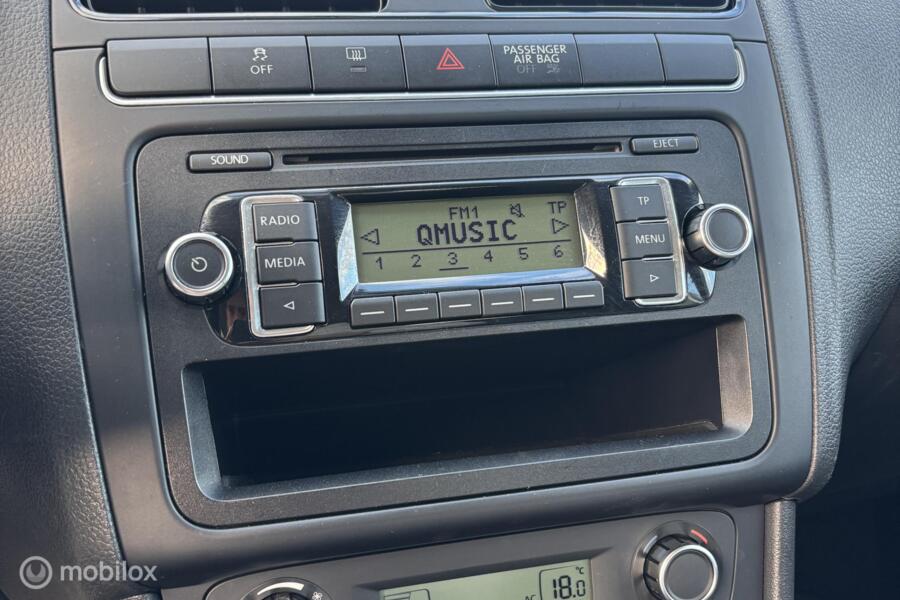 OFF
PASSENGER
AIR BAG
OFF
SOUND
EJECT
RADIO
MEDIA
FM1 TP
QMUSIC
1 2 3 4 5 6
TP
MENU
°C
18.0
AC
mobilox